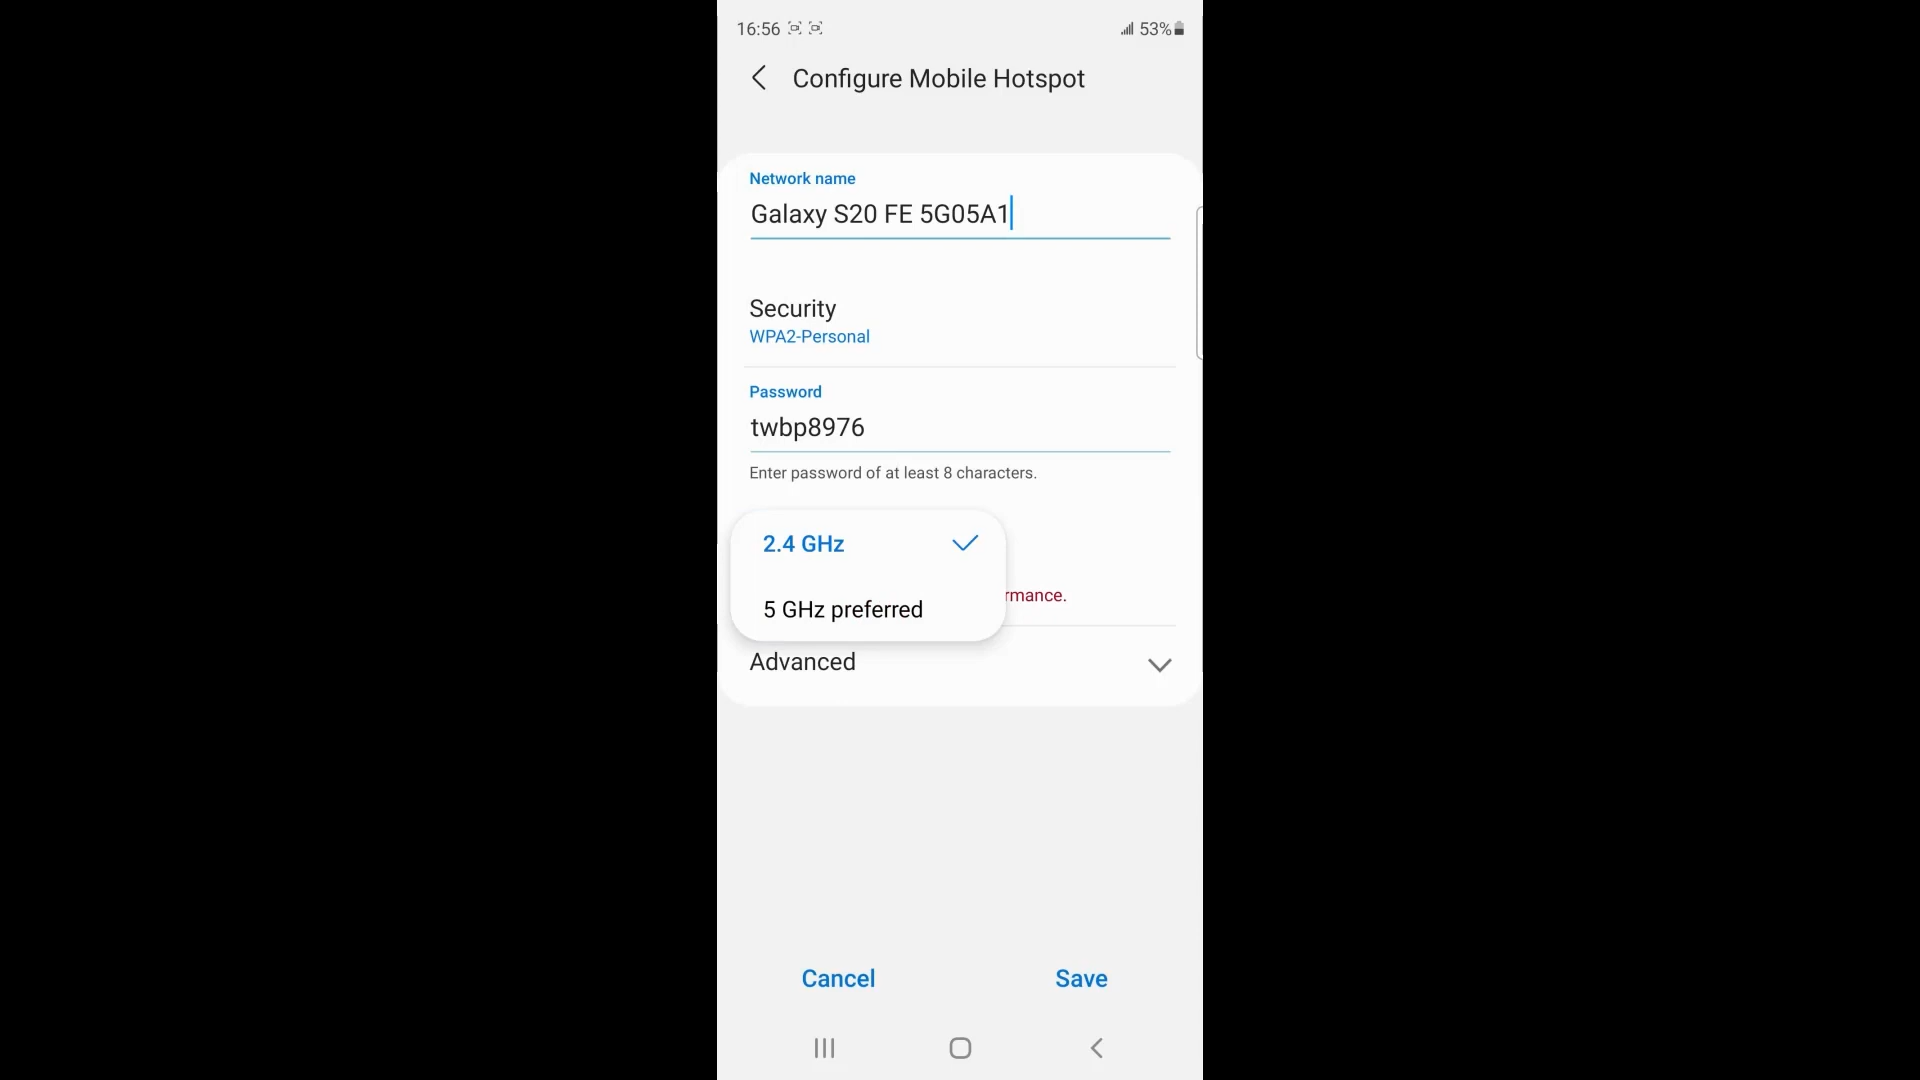 16:56
53%
Configure Mobile Hotspot
Network name
Galaxy S20 FE 5G05A1
Security
WPA2-Personal
Password
twbp8976
Enter password of at least 8 characters.
2.4 GHz
5 GHz preferred
rmance.
Advanced
Cancel
Save